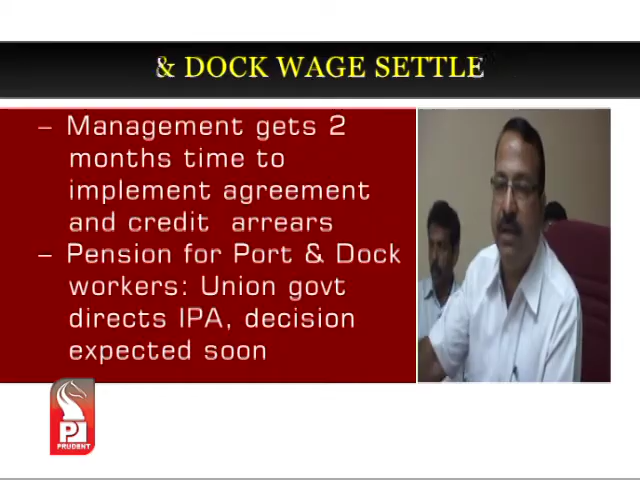 & DOCK WAGE SETTLE
– Management gets 2
months time to
implement agreement
and credit arrears
– Pension for Port & Dock
workers: Union govt
directs IPA, decision
expected soon
PRUDENT